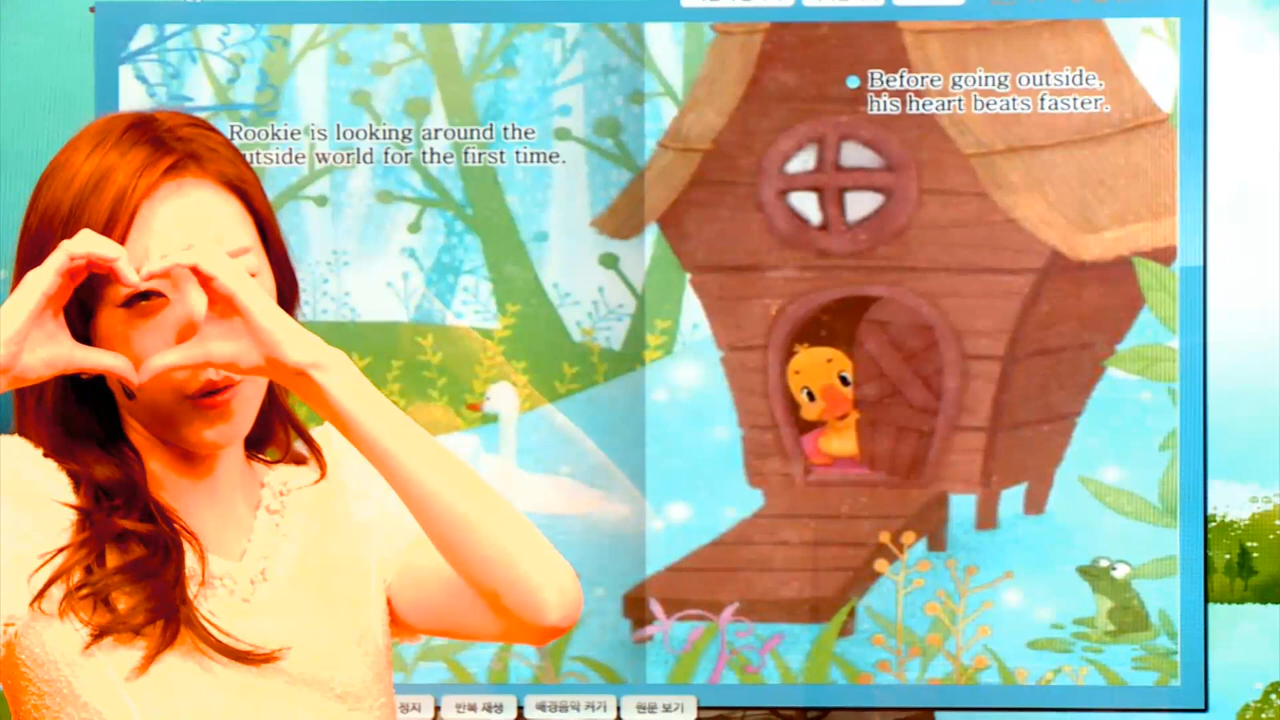 Rookie is looking around the
utside world for the first time.
Before going outside,
his heart beats faster.
정지
반복 재생
배경음악 켜기
원문 보기